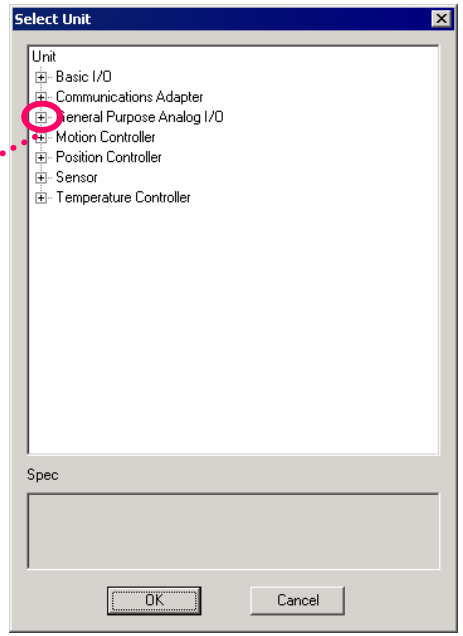 Select Unit
Unit
Basic I/O
Communications Adapter
General Purpose Analog I/O
Motion Controller
Position Controller
Sensor
Temperature Controller
Spec
OK Cancel